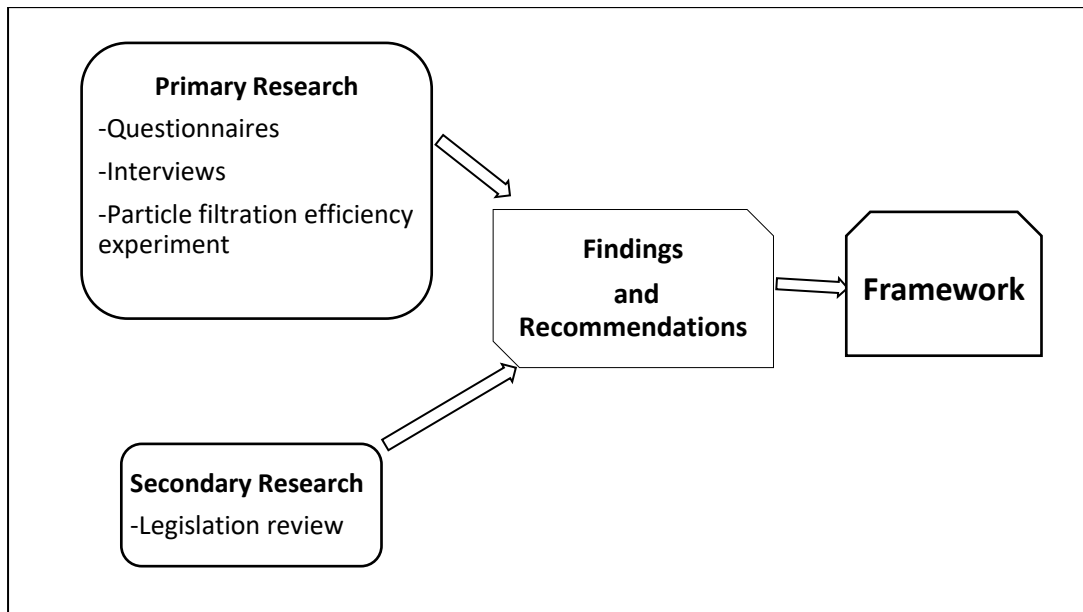 Primary Research
-Questionnaires
-Interviews
-Particle filtration efficiency
experiment
Findings
and
Recommendations
Framework
Secondary Research
-Legislation review